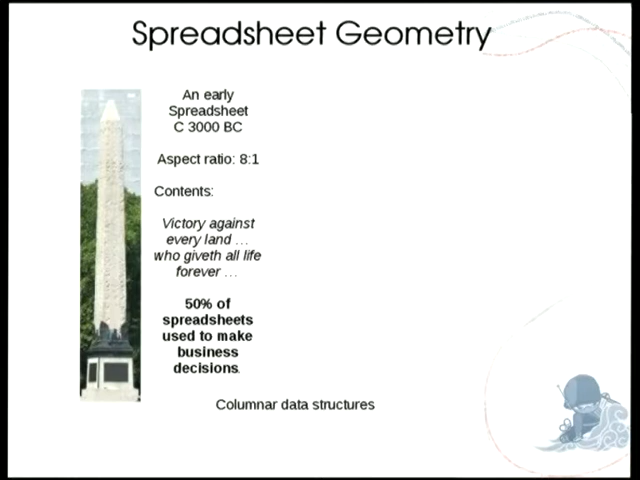 Spreadsheet Geometry
An early
Spreadsheet
C 3000 BC
Aspect ratio: 8:1
Contents:
Victory against
every land …
who giveth all life
forever …
50% of
spreadsheets
used to make
business
decisions.
Columnar data structures